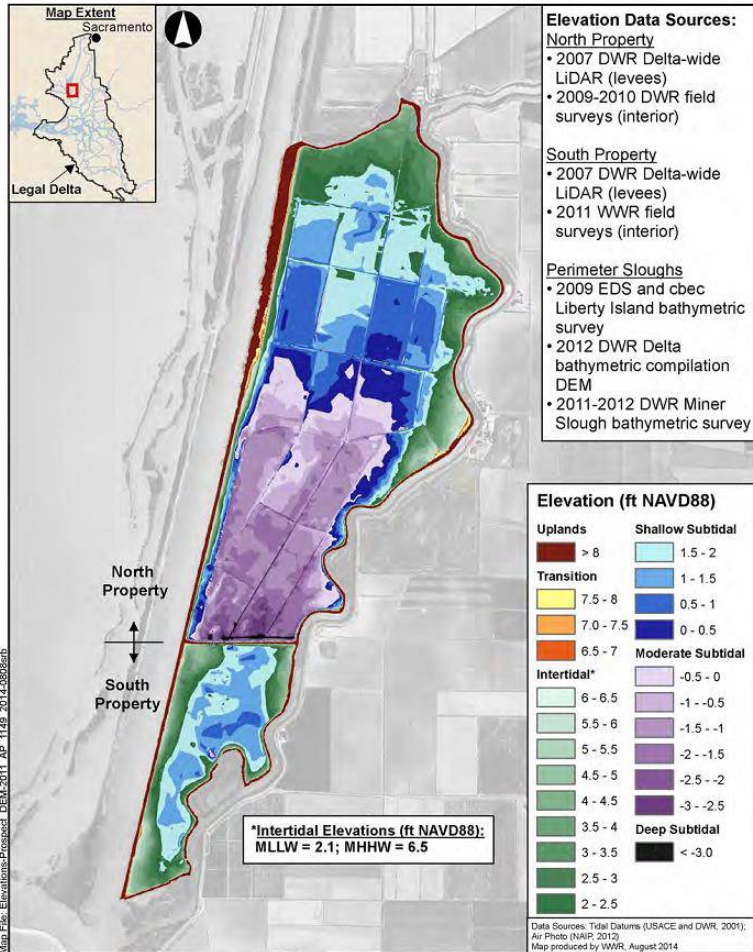 Map Extent
Sacramento
Legal Delta
Elevation Data Sources:
North Property
• 2007 DWR Delta-wide
LiDAR (levees)
• 2009-2010 DWR field
surveys (interior)
South Property
• 2007 DWR Delta-wide
LiDAR (levees)
• 2011 WWR field
surveys (interior)
Perimeter Sloughs
• 2009 EDS and cbec
Liberty Island bathymetric
survey
• 2012 DWR Delta
bathymetric compilation
DEM
• 2011-2012 DWR Miner
Slough bathymetric survey
North
Property
South
Property
Elevation (ft NAVD88)
Uplands
> 8
Transition
7.5 - 8
7.0 - 7.5
6.5 - 7
Intertidal*
6 - 6.5
5.5 - 6
5 - 5.5
4.5 - 5
4 - 4.5
3.5 - 4
3 - 3.5
2.5 - 3
2 - 2.5
Shallow Subtidal
1.5 - 2
1 - 1.5
0.5 - 1
0 - 0.5
Moderate Subtidal
-0.5 - 0
-1 - -0.5
-1.5 - -1
-2 - -1.5
-2.5 - -2
-3 - -2.5
Deep Subtidal
< -3.0
*Intertidal Elevations (ft NAVD88):
MLLW = 2.1; MHHW = 6.5
Data Sources: Tidal Datums (USACE and DWR, 2001);
Air Photo (NAIP, 2012)
Map produced by WWR, August 2014
Map File: Elevations-Prospect_DEM-2011_AP_1149_2014-0808srb